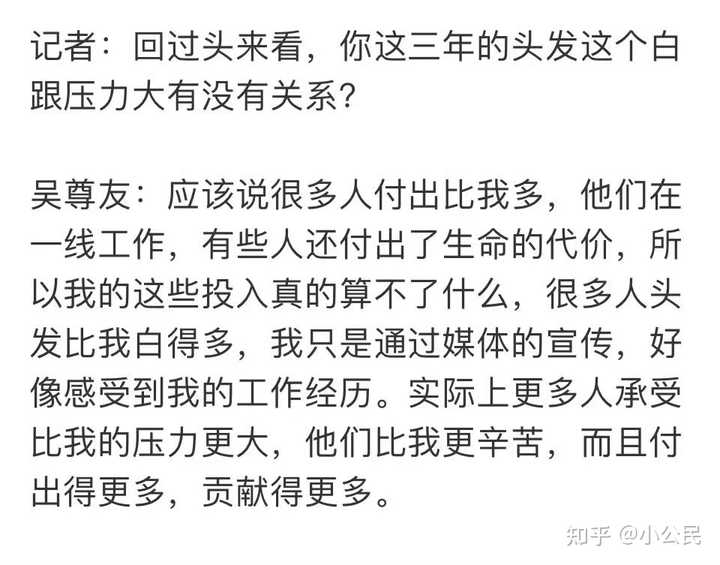 记者：回过头来看，你这三年的头发这个白
跟压力大有没有关系？
吴尊友：应该说很多人付出比我多，他们在
一线工作，有些人还付出了生命的代价，所
以我的这些投入真的算不了什么，很多人头
发比我白得多，我只是通过媒体的宣传，好
像感受到我的工作经历。实际上更多人承受
比我的压力更大，他们比我更辛苦，而且付
出得更多，贡献得更多。
知乎 @小公民